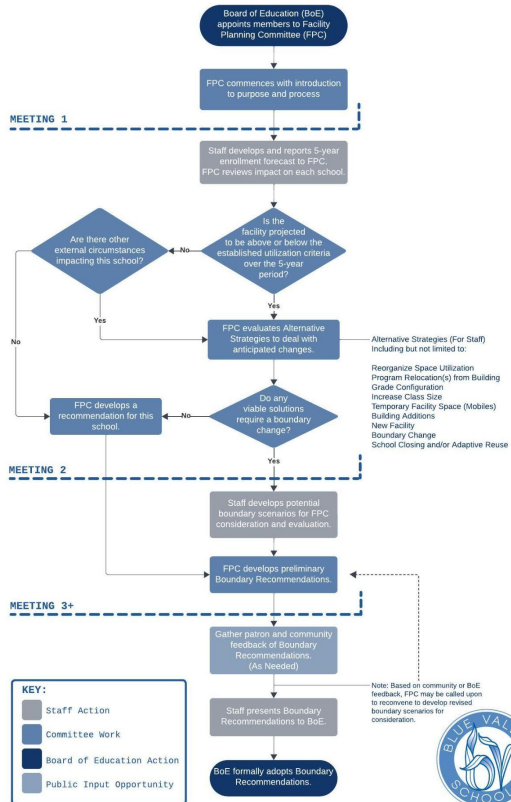 Board of Education (BoE)
appoints members to Facility
Planning Committee (FPC)
FPC commences with introduction
to purpose and process
MEETING 1
Staff develops and reports 5-year
enrollment forecast to FPC.
FPC reviews impact on each school.
Is the
facility projected
to be above or below the
established utilization criteria
over the 5-year
period?
No
Are there other
external circumstances
impacting this school?
Yes
Yes
No
FPC evaluates Alternative
Strategies to deal with
anticipated changes.
Alternative Strategies (For Staff)
Including but not limited to:
Reorganize Space Utilization
Program Relocation(s) from Building
Grade Configuration
Increase Class Size
Temporary Facility Space (Mobiles)
Building Additions
New Facility
Boundary Change
School Closing and/or Adaptive Reuse
Do any
viable solutions
require a boundary
change?
No
FPC develops a
recommendation for this
school.
Yes
MEETING 2
Staff develops potential
boundary scenarios for FPC
consideration and evaluation.
FPC develops preliminary
Boundary Recommendations.
MEETING 3+
Gather patron and community
feedback of Boundary
Recommendations.
(As Needed)
Note: Based on community or BoE
feedback, FPC may be called upon
to reconvene to develop revised
boundary scenarios for
consideration.
Staff presents Boundary
Recommendations to BoE.
BoE formally adopts Boundary
Recommendations.
KEY:
Staff Action
Committee Work
Board of Education Action
Public Input Opportunity
BLUE VAL
SCHOO